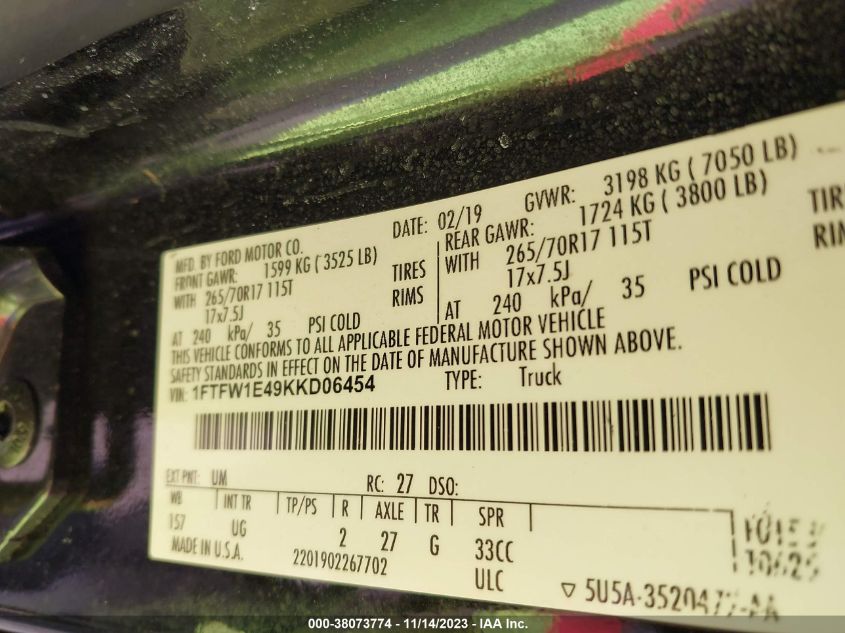 MFD. BY FORD MOTOR CO. DATE: 02/19 GVWR: 3198 KG ( 7050 LB)
FRONT GAWR: 1599 KG ( 3525 LB) REAR GAWR: 1724 KG ( 3800 LB)
WITH 265/70R17 115T TIRES WITH 265/70R17 115T TIRE
17x7.5J RIMS 17x7.5J RIM
AT 240 kPa/ 35 PSI COLD AT 240 kPa/ 35 PSI COLD
THIS VEHICLE CONFORMS TO ALL APPLICABLE FEDERAL MOTOR VEHICLE
SAFETY STANDARDS IN EFFECT ON THE DATE OF MANUFACTURE SHOWN ABOVE.
VIN: 1FTFW1E49KKD06454 TYPE: Truck
EXT PNT: UM RC: 27 DSO:
WB INT TR TP/PS R AXLE TR SPR
157 UG 2 27 G 33CC
MADE IN U.S.A. 2201902267702 ULC
000-38073774 - 11/14/2023 - IAA Inc.